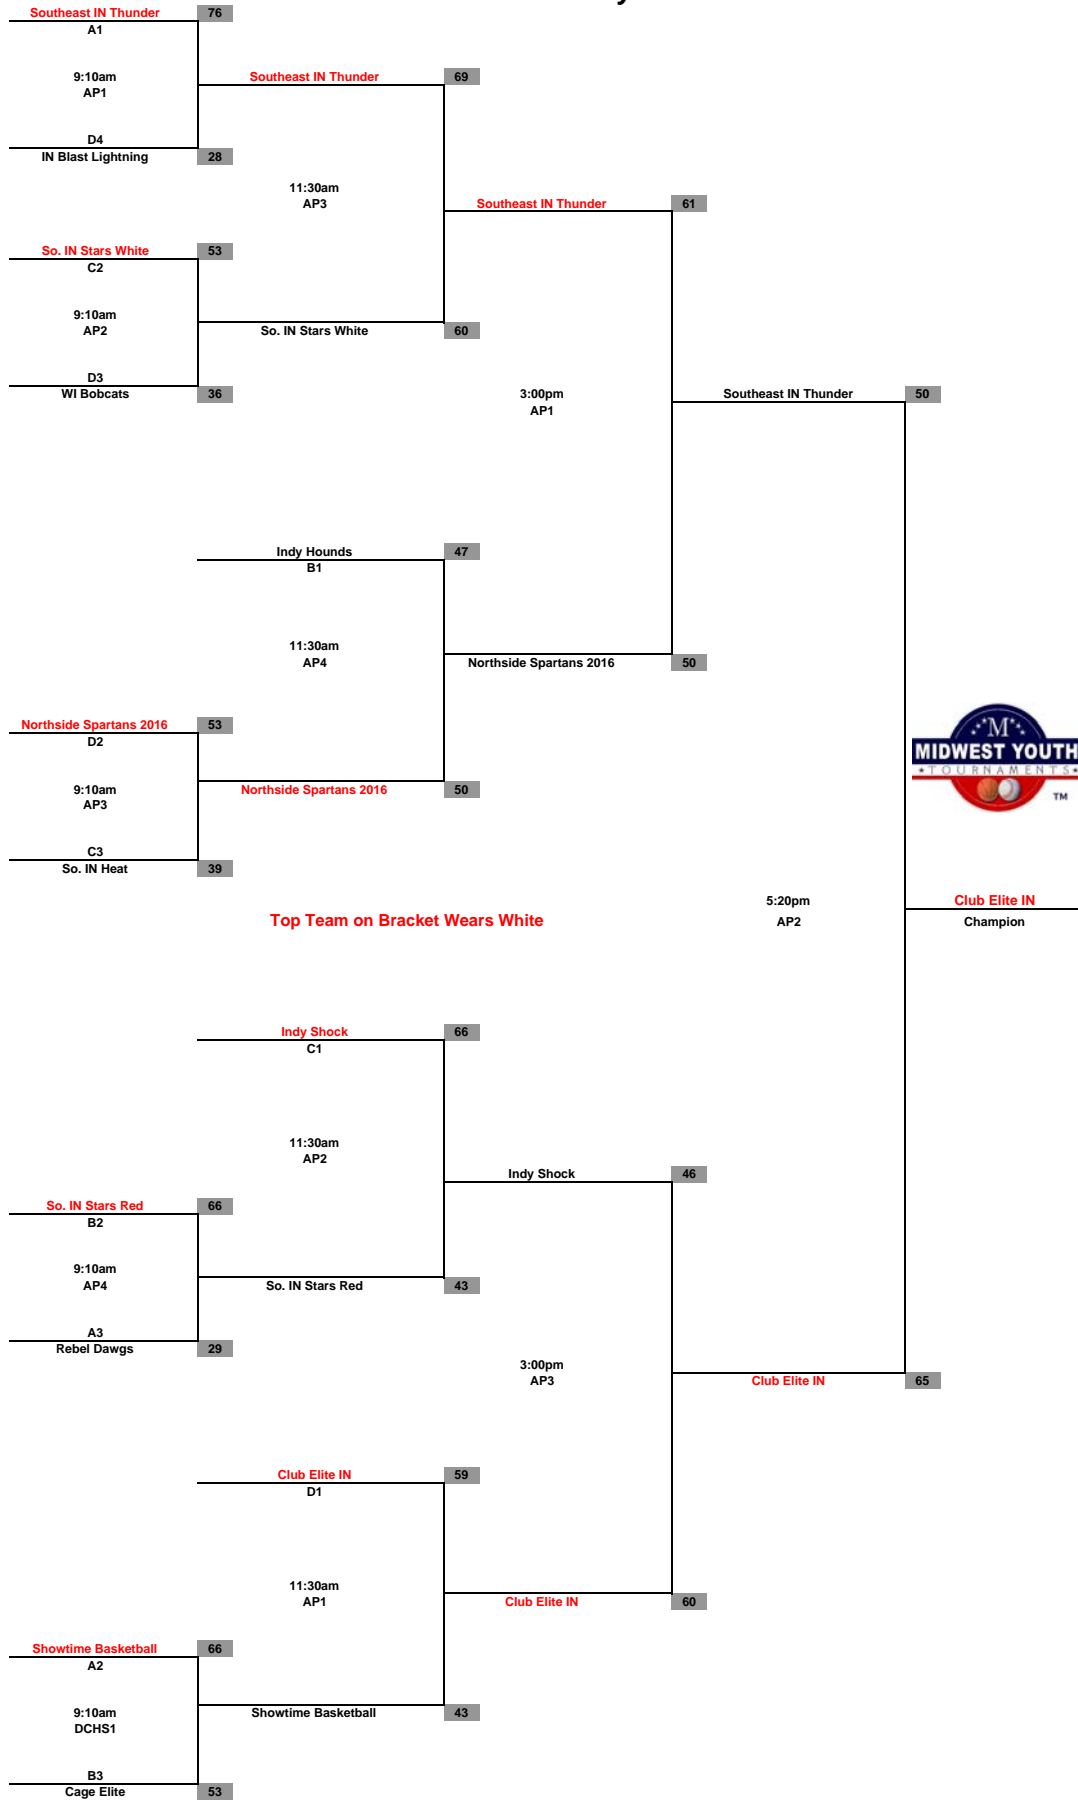 Southeast IN Thunder 76
A1
9:10am
AP1
Southeast IN Thunder 69
D4
IN Blast Lightning 28
11:30am
AP3
Southeast IN Thunder 61
So. IN Stars White 53
C2
9:10am
AP2
So. IN Stars White 60
D3
WI Bobcats 36
3:00pm
AP1
Southeast IN Thunder 50
Indy Hounds 47
B1
11:30am
AP4
Northside Spartans 2016 50
Northside Spartans 2016 53
D2
9:10am
AP3
Northside Spartans 2016 50
C3
So. IN Heat 39
M
MIDWEST YOUTH
TOURNAMENTS
TM
5:20pm
AP2
Club Elite IN
Champion
Top Team on Bracket Wears White
Indy Shock 66
C1
11:30am
AP2
Indy Shock 46
So. IN Stars Red 66
B2
9:10am
AP4
So. IN Stars Red 43
A3
Rebel Dawgs 29
3:00pm
AP3
Club Elite IN 65
Club Elite IN 59
D1
11:30am
AP1
Club Elite IN 60
Showtime Basketball 66
A2
9:10am
DCHS1
Showtime Basketball 43
B3
Cage Elite 53